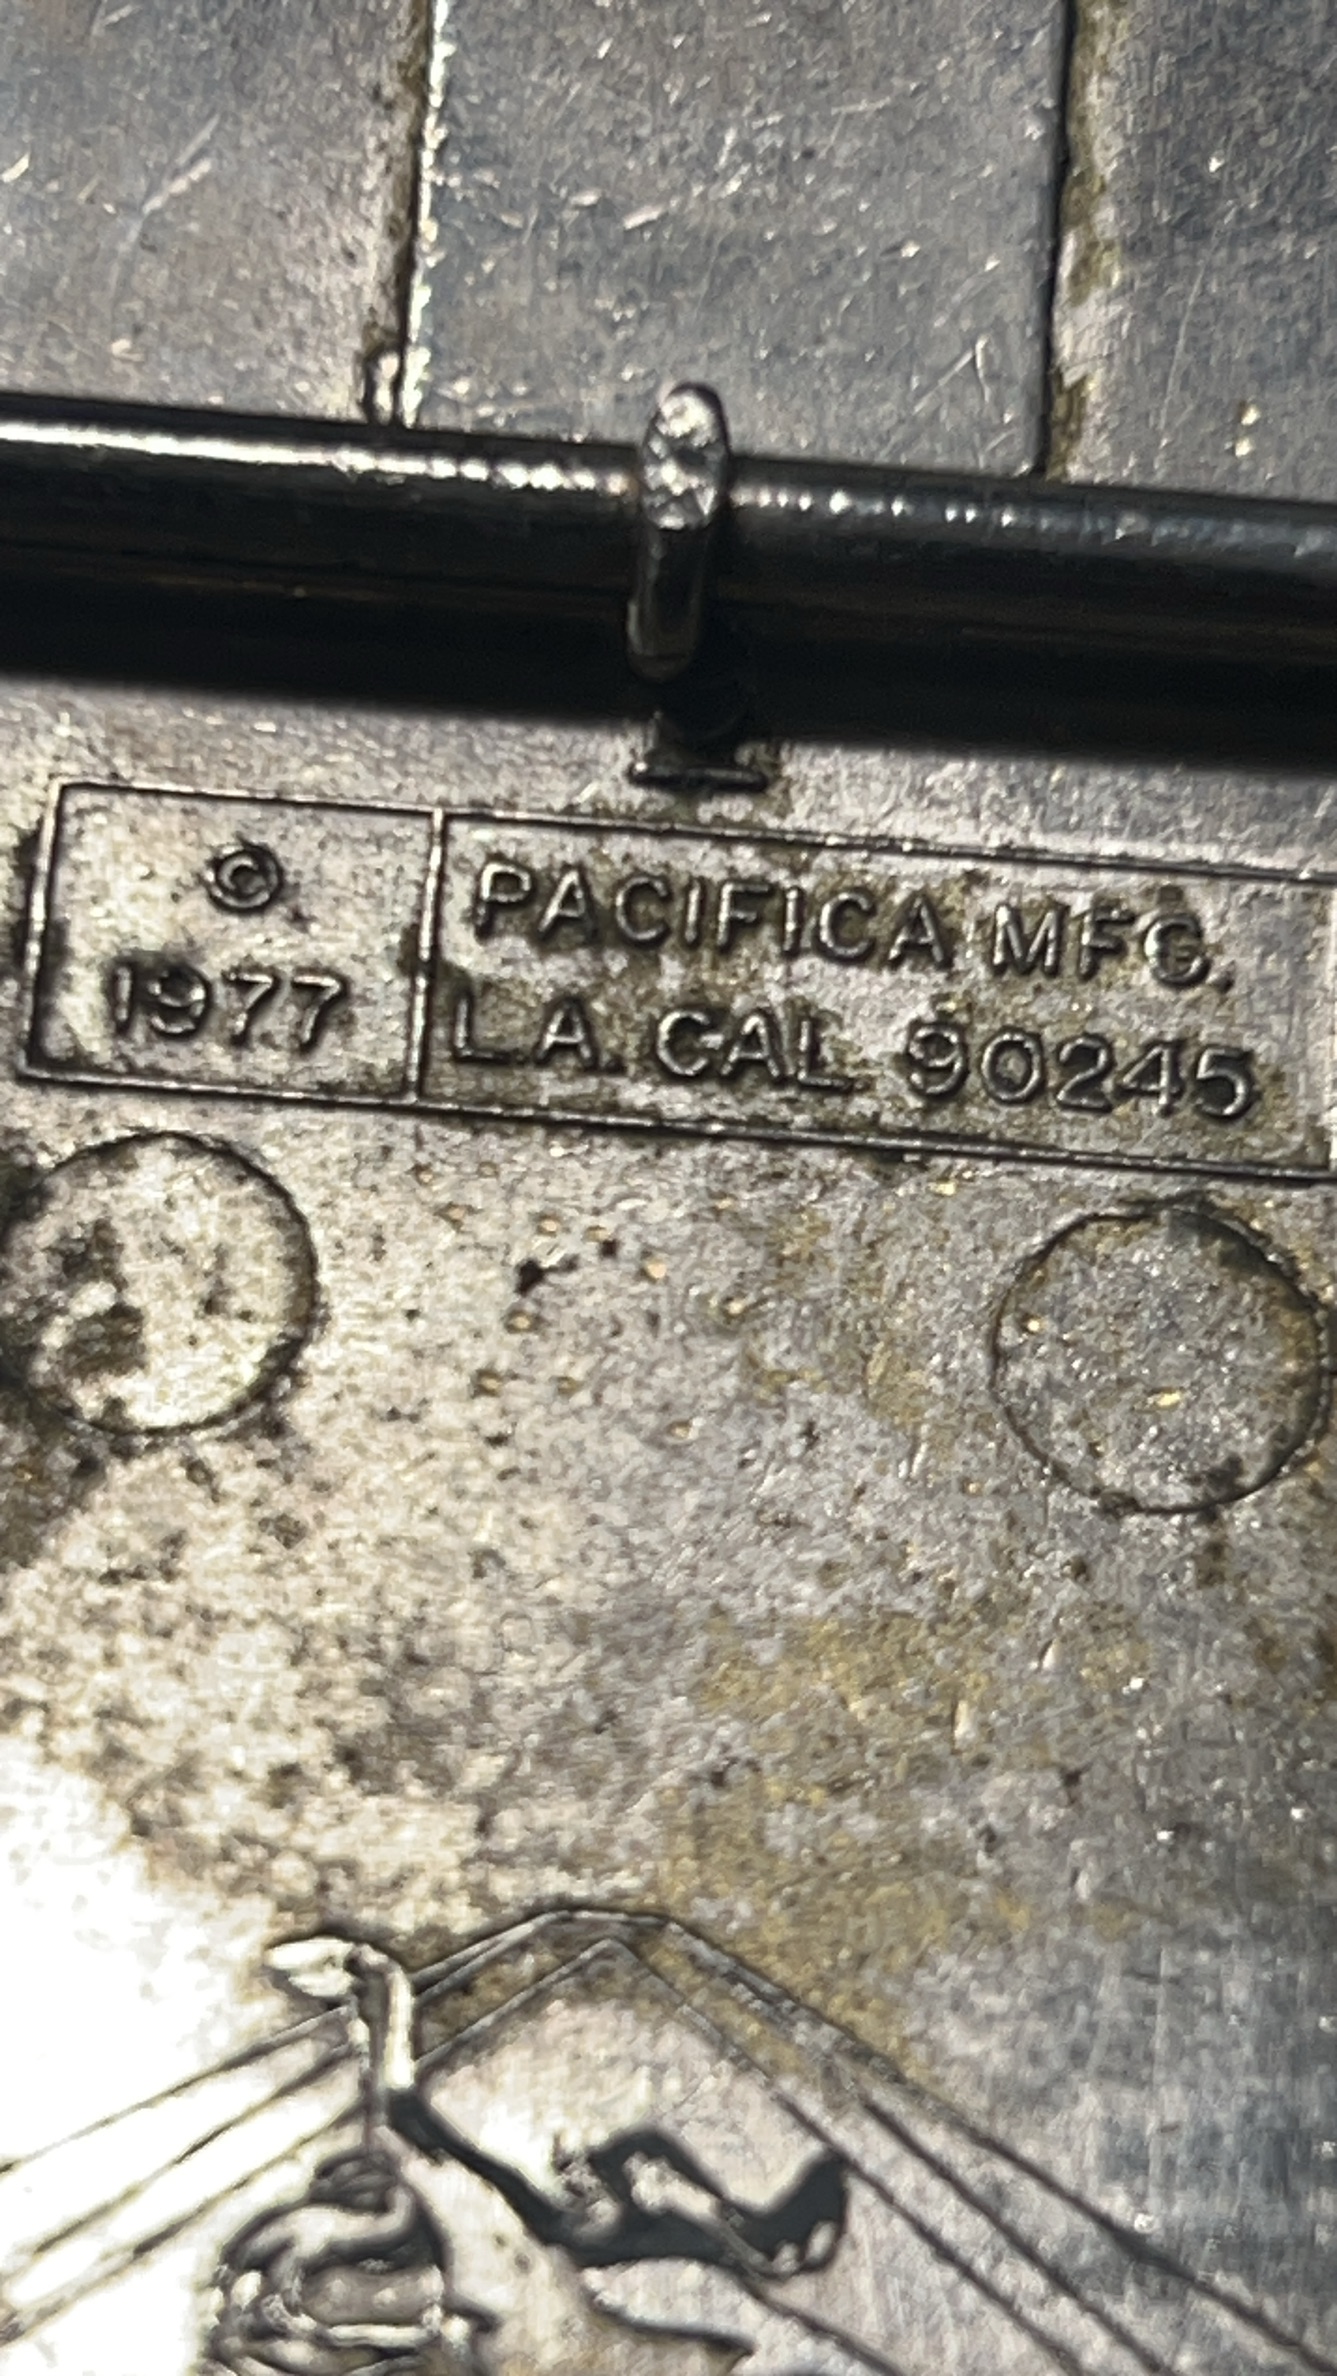 ©
1977
PACIFICA MFG.
L.A. CAL 90245